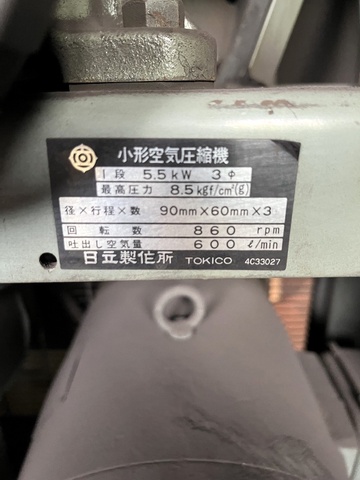 小形空気圧縮機
1段 5.5kW 3Φ
最高圧力 8.5kgf/cm²(g)
径×行程×数 90mm×60mm×3
回転数 860 rpm
吐出し空気量 600 ℓ/min
日立製作所 TOKICO 4C33027